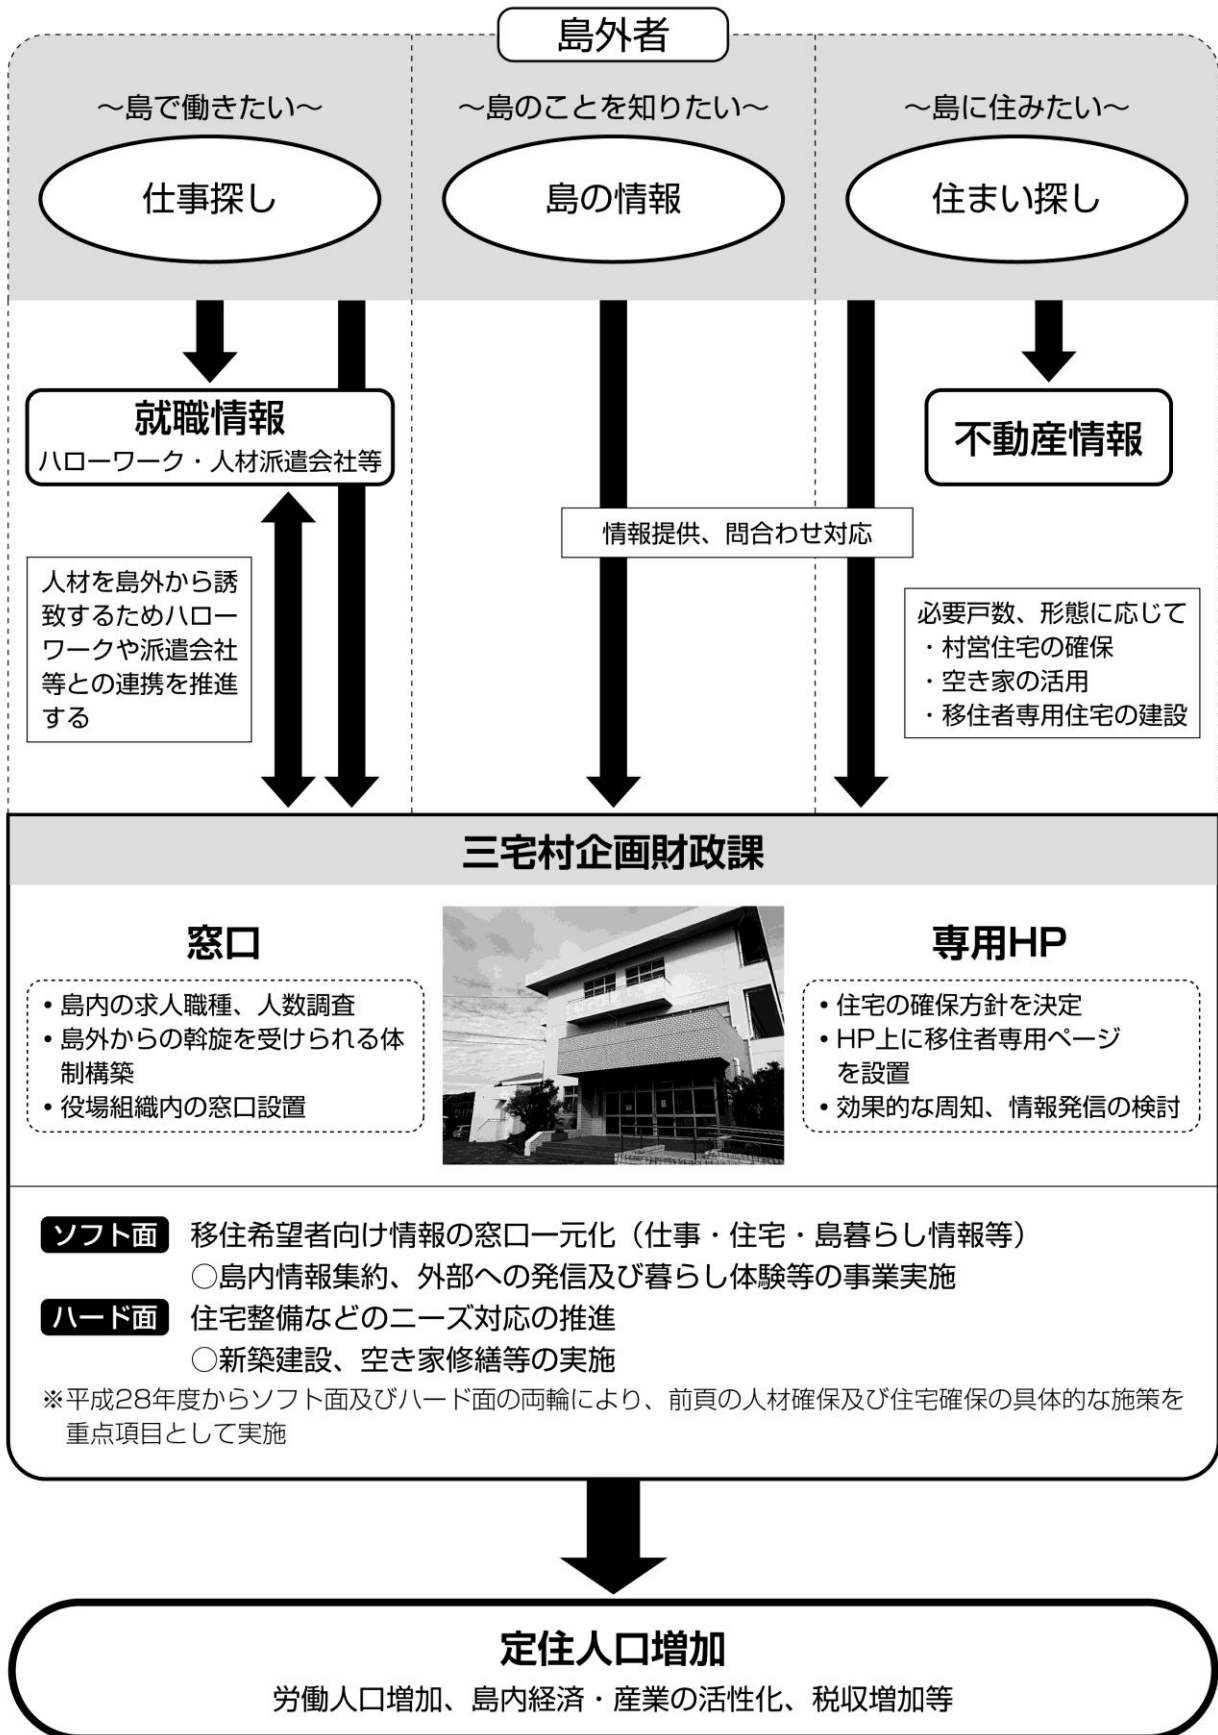 島外者
～島で働きたい～
仕事探し
～島のことを知りたい～
島の情報
～島に住みたい～
住まい探し
就職情報
ハローワーク・人材派遣会社等
不動産情報
情報提供、問合わせ対応
人材を島外から誘
致するためハロー
ワークや派遣会社
等との連携を推進
する
必要戸数、形態に応じて
・村営住宅の確保
・空き家の活用
・移住者専用住宅の建設
三宅村企画財政課
窓口
• 島内の求人職種、人数調査
• 島外からの斡旋を受けられる体
制構築
• 役場組織内の窓口設置
専用HP
• 住宅の確保方針を決定
• HP上に移住者専用ページ
を設置
• 効果的な周知、情報発信の検討
ソフト面 移住希望者向け情報の窓口一元化（仕事・住宅・島暮らし情報等）
○島内情報集約、外部への発信及び暮らし体験等の事業実施
ハード面 住宅整備などのニーズ対応の推進
○新築建設、空き家修繕等の実施
※平成28年度からソフト面及びハード面の両輪により、前頁の人材確保及び住宅確保の具体的な施策を
重点項目として実施
定住人口増加
労働人口増加、島内経済・産業の活性化、税収増加等